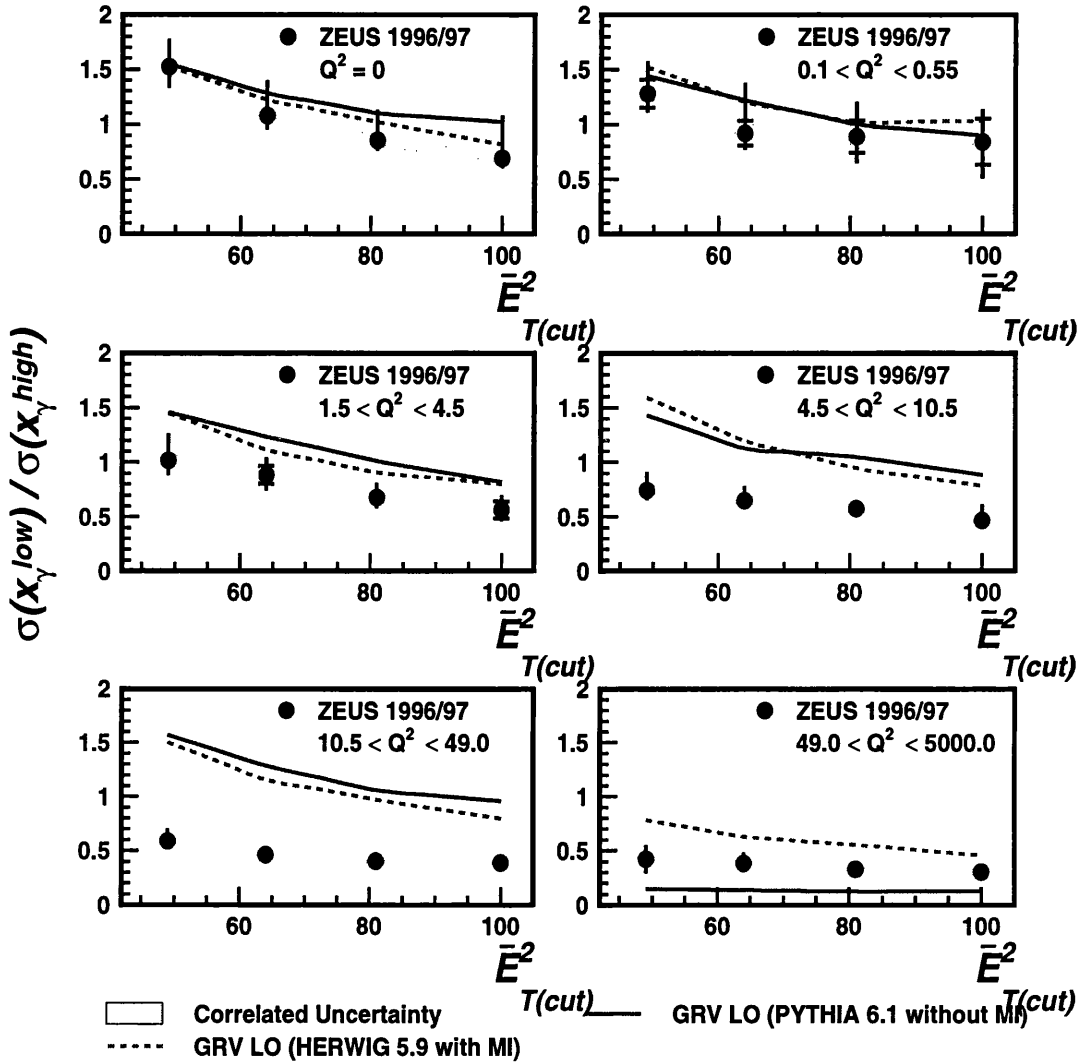 σ(xγ^low) / σ(xγ^high)
2
1.5
1
0.5
0
ZEUS 1996/97
Q² = 0
60
80
100
Ē²
T(cut)
ZEUS 1996/97
0.1 < Q² < 0.55
60
80
100
Ē²
T(cut)
2
1.5
1
0.5
0
2
1.5
1
0.5
0
ZEUS 1996/97
1.5 < Q² < 4.5
60
80
100
Ē²
T(cut)
2
1.5
1
0.5
0
ZEUS 1996/97
4.5 < Q² < 10.5
60
80
100
Ē²
T(cut)
2
1.5
1
0.5
0
ZEUS 1996/97
10.5 < Q² < 49.0
60
80
100
Ē²
T(cut)
2
1.5
1
0.5
0
ZEUS 1996/97
49.0 < Q² < 5000.0
60
80
100
Ē²
T(cut)
Correlated Uncertainty
GRV LO (PYTHIA 6.1 without MI)
GRV LO (HERWIG 5.9 with MI)